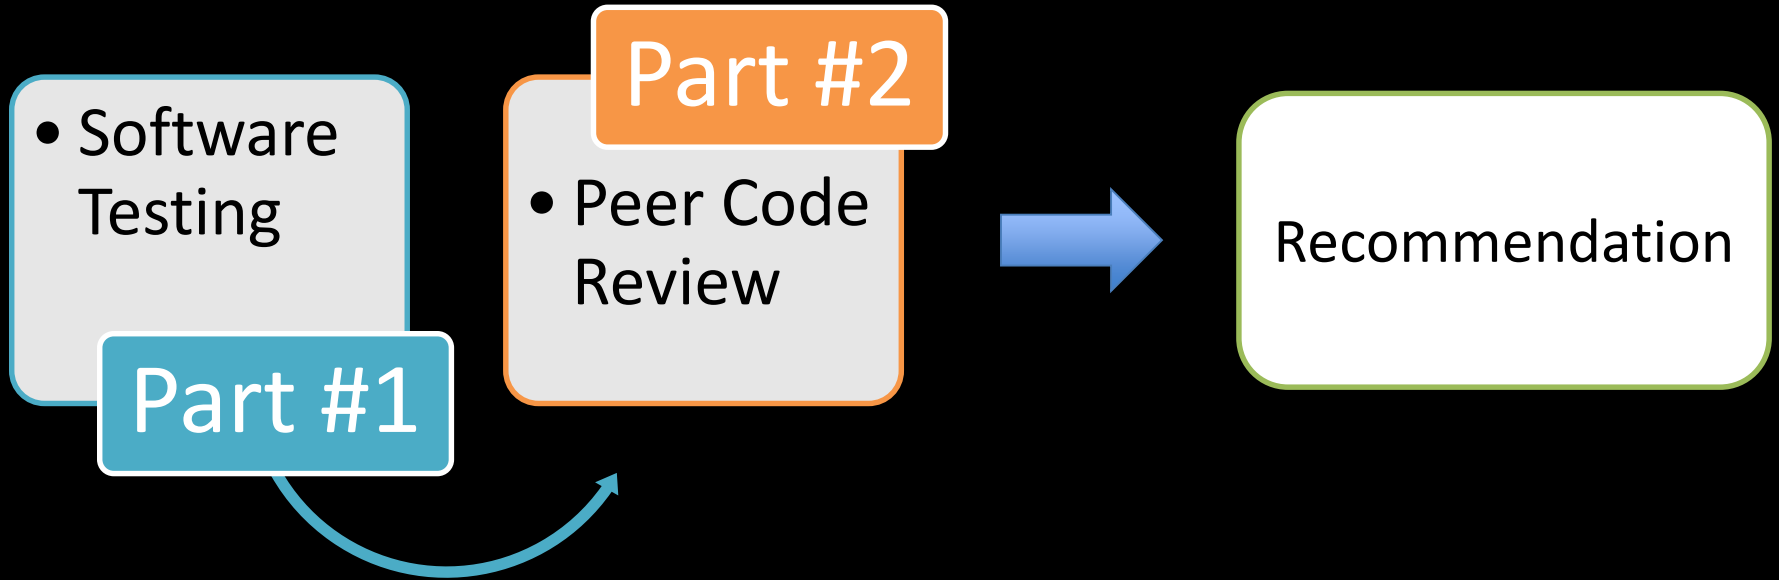 • Software
Testing
Part #1
Part #2
• Peer Code
Review
Recommendation